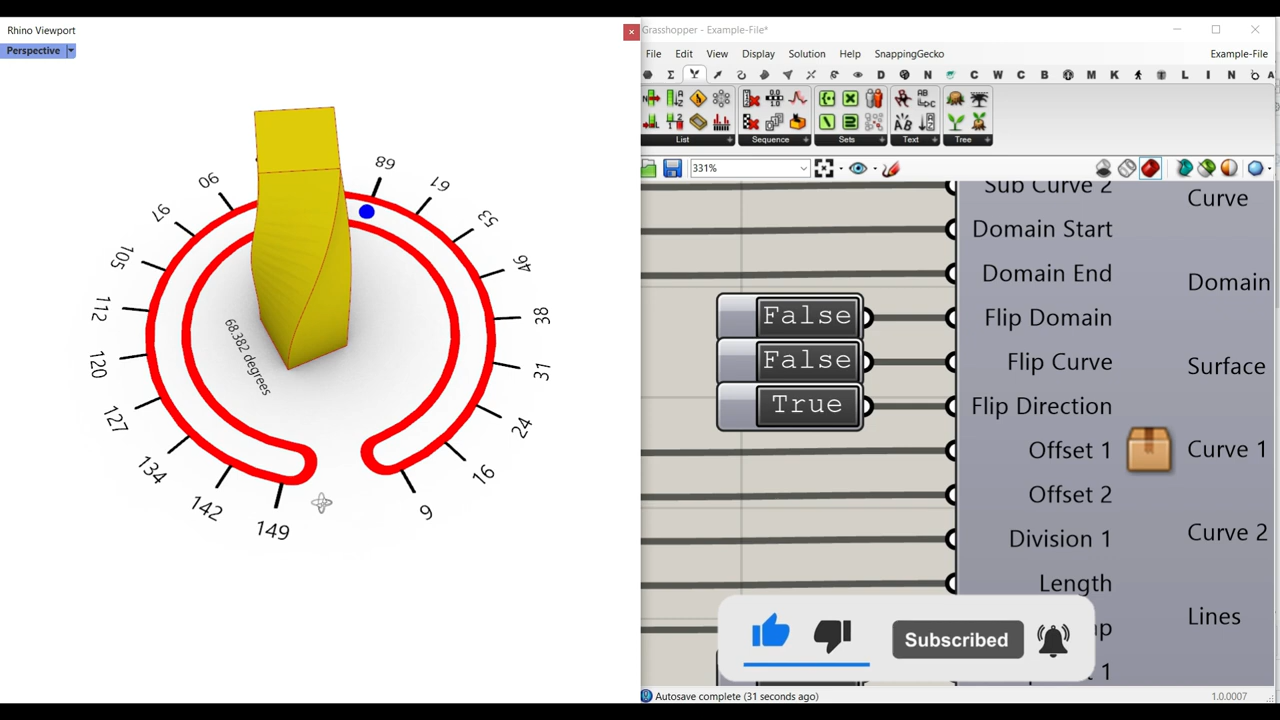 Rhino Viewport
Perspective
68
61
53
46
38
31
24
16
9
90
97
105
112
120
127
134
142
149
68.382 degrees
Grasshopper - Example-File*
File Edit View Display Solution Help SnappingGecko Example-File
D N C W C B M K L I N A
List Sequence Sets Text Tree
331%
Sub Curve 2
Domain Start
Domain End
Flip Domain
Flip Curve
Flip Direction
Offset 1
Offset 2
Division 1
Length
False
False
True
Curve
Domain
Surface
Curve 1
Curve 2
Lines
Subscribed
Autosave complete (31 seconds ago)
1.0.0007